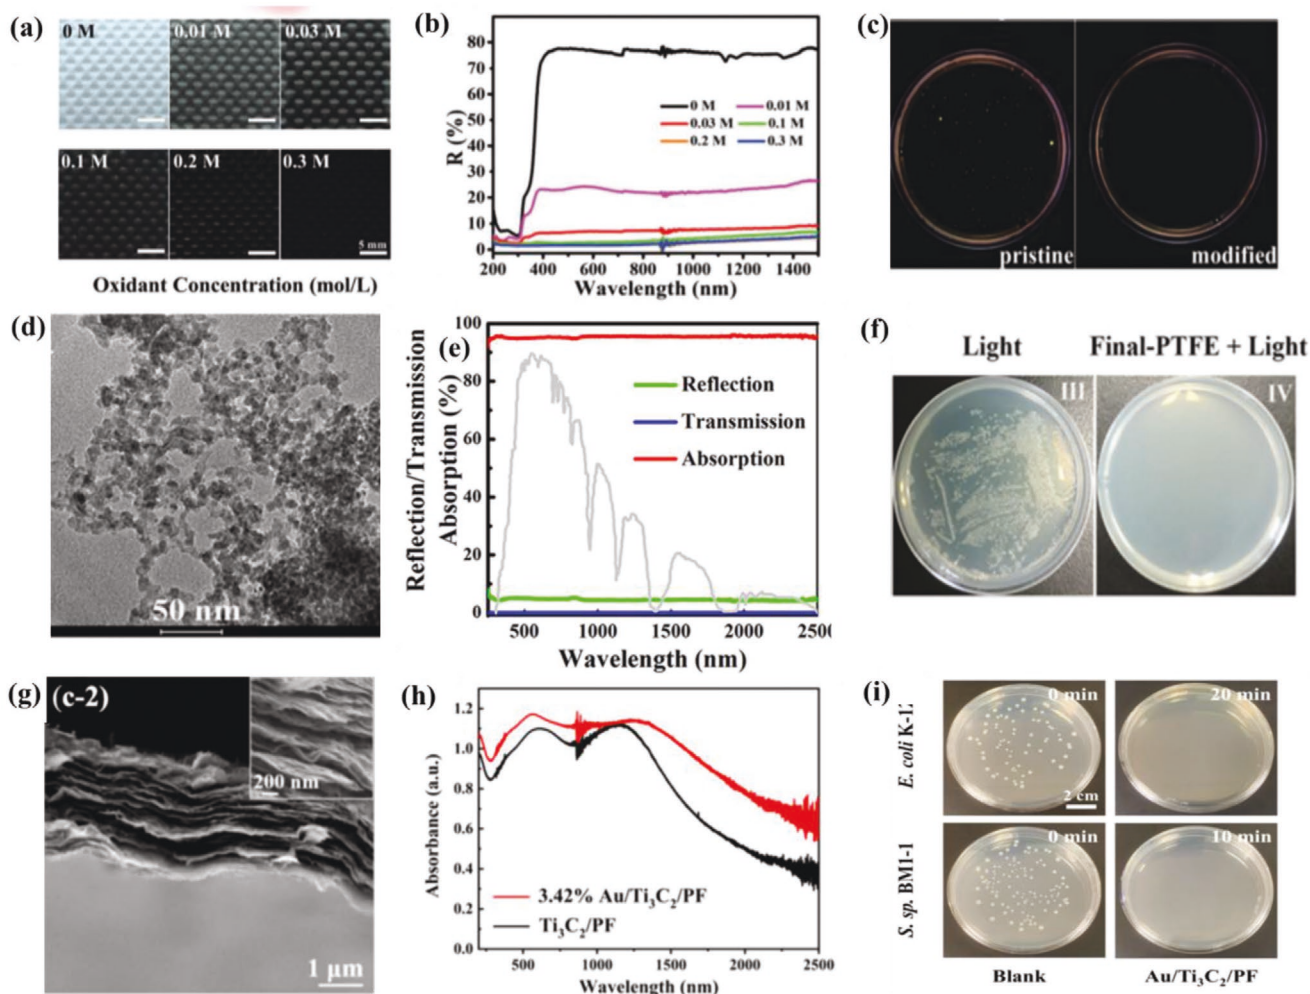 (a)
0 M
0.01 M
0.03 M
0.1 M
0.2 M
0.3 M
5 mm
Oxidant Concentration (mol/L)
(b)
R (%)
80
70
60
50
40
30
20
10
0
0 M
0.01 M
0.03 M
0.1 M
0.2 M
0.3 M
200 400 600 800 1000 1200 1400
Wavelength (nm)
(c)
pristine
modified
(d)
50 nm
(e)
Reflection/Transmission
Absorption (%)
100
80
60
40
20
0
Reflection
Transmission
Absorption
500 1000 1500 2000 2500
Wavelength (nm)
(f)
Light
Final-PTFE + Light
III
IV
(g)
(c-2)
200 nm
1 μm
(h)
Absorbance (a.u.)
1.2
1.0
0.8
0.6
0.4
0.2
0.0
3.42% Au/Ti₃C₂/PF
Ti₃C₂/PF
500 1000 1500 2000 2500
Wavelength (nm)
(i)
E. coli
0 min
20 min
2 cm
S. sp. BM1-1
0 min
10 min
Blank
Au/Ti₃C₂/PF